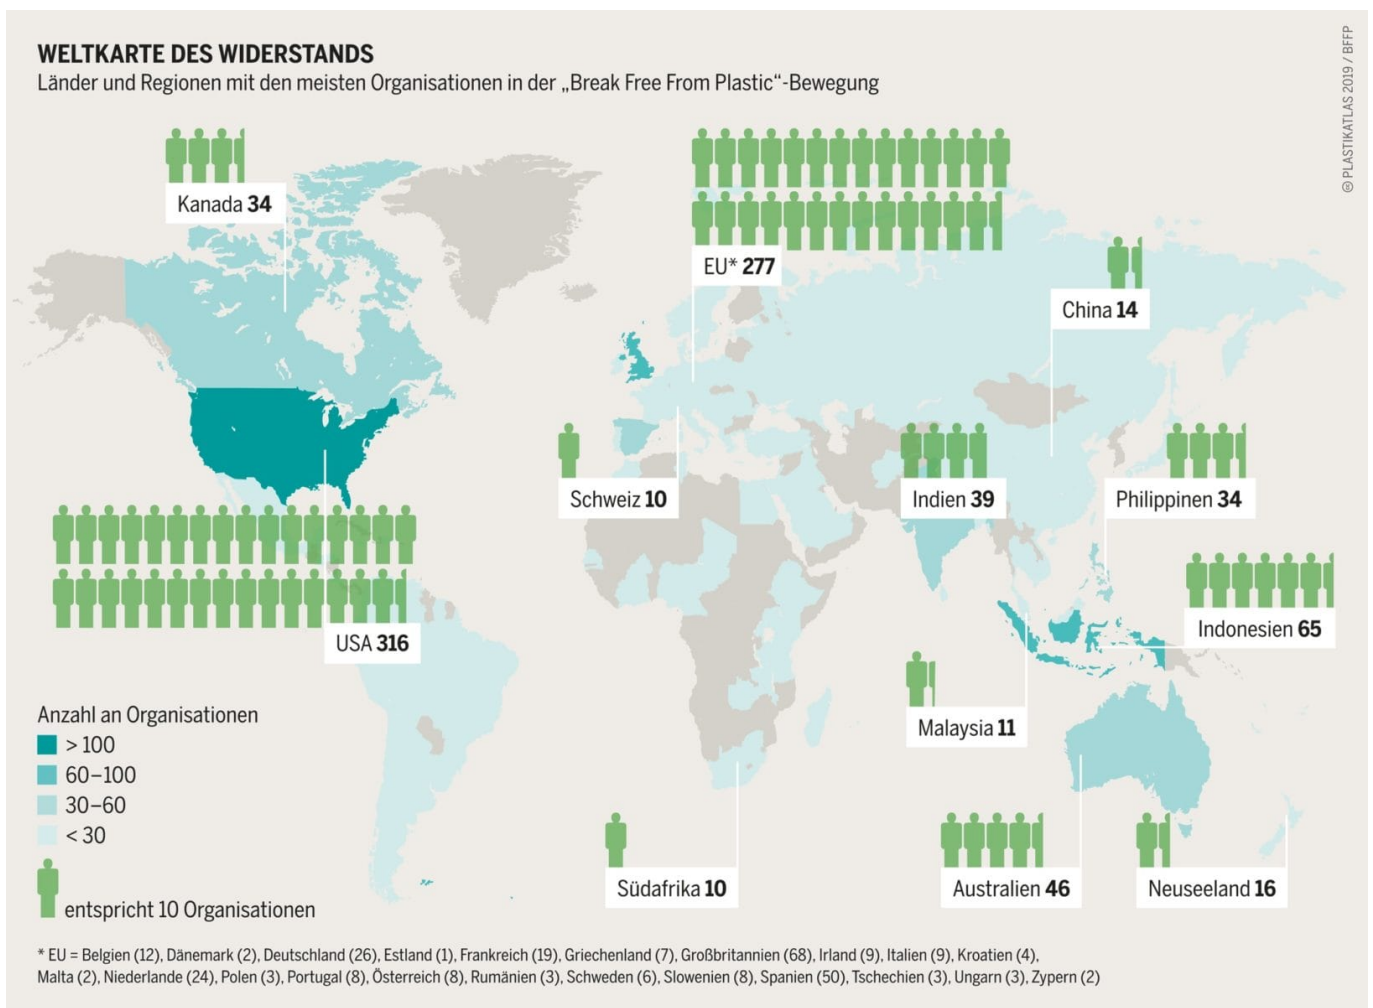 WELTKARTE DES WIDERSTANDS
Länder und Regionen mit den meisten Organisationen in der „Break Free From Plastic“-Bewegung
© PLASTIKATLAS 2019 / BFFP
Kanada 34
EU* 277
China 14
Schweiz 10
Indien 39
Philippinen 34
Indonesien 65
USA 316
Malaysia 11
Südafrika 10
Australien 46
Neuseeland 16
Anzahl an Organisationen
> 100
60–100
30–60
< 30
entspricht 10 Organisationen
* EU = Belgien (12), Dänemark (2), Deutschland (26), Estland (1), Frankreich (19), Griechenland (7), Großbritannien (68), Irland (9), Italien (9), Kroatien (4),
Malta (2), Niederlande (24), Polen (3), Portugal (8), Österreich (8), Rumänien (3), Schweden (6), Slowenien (8), Spanien (50), Tschechien (3), Ungarn (3), Zypern (2)